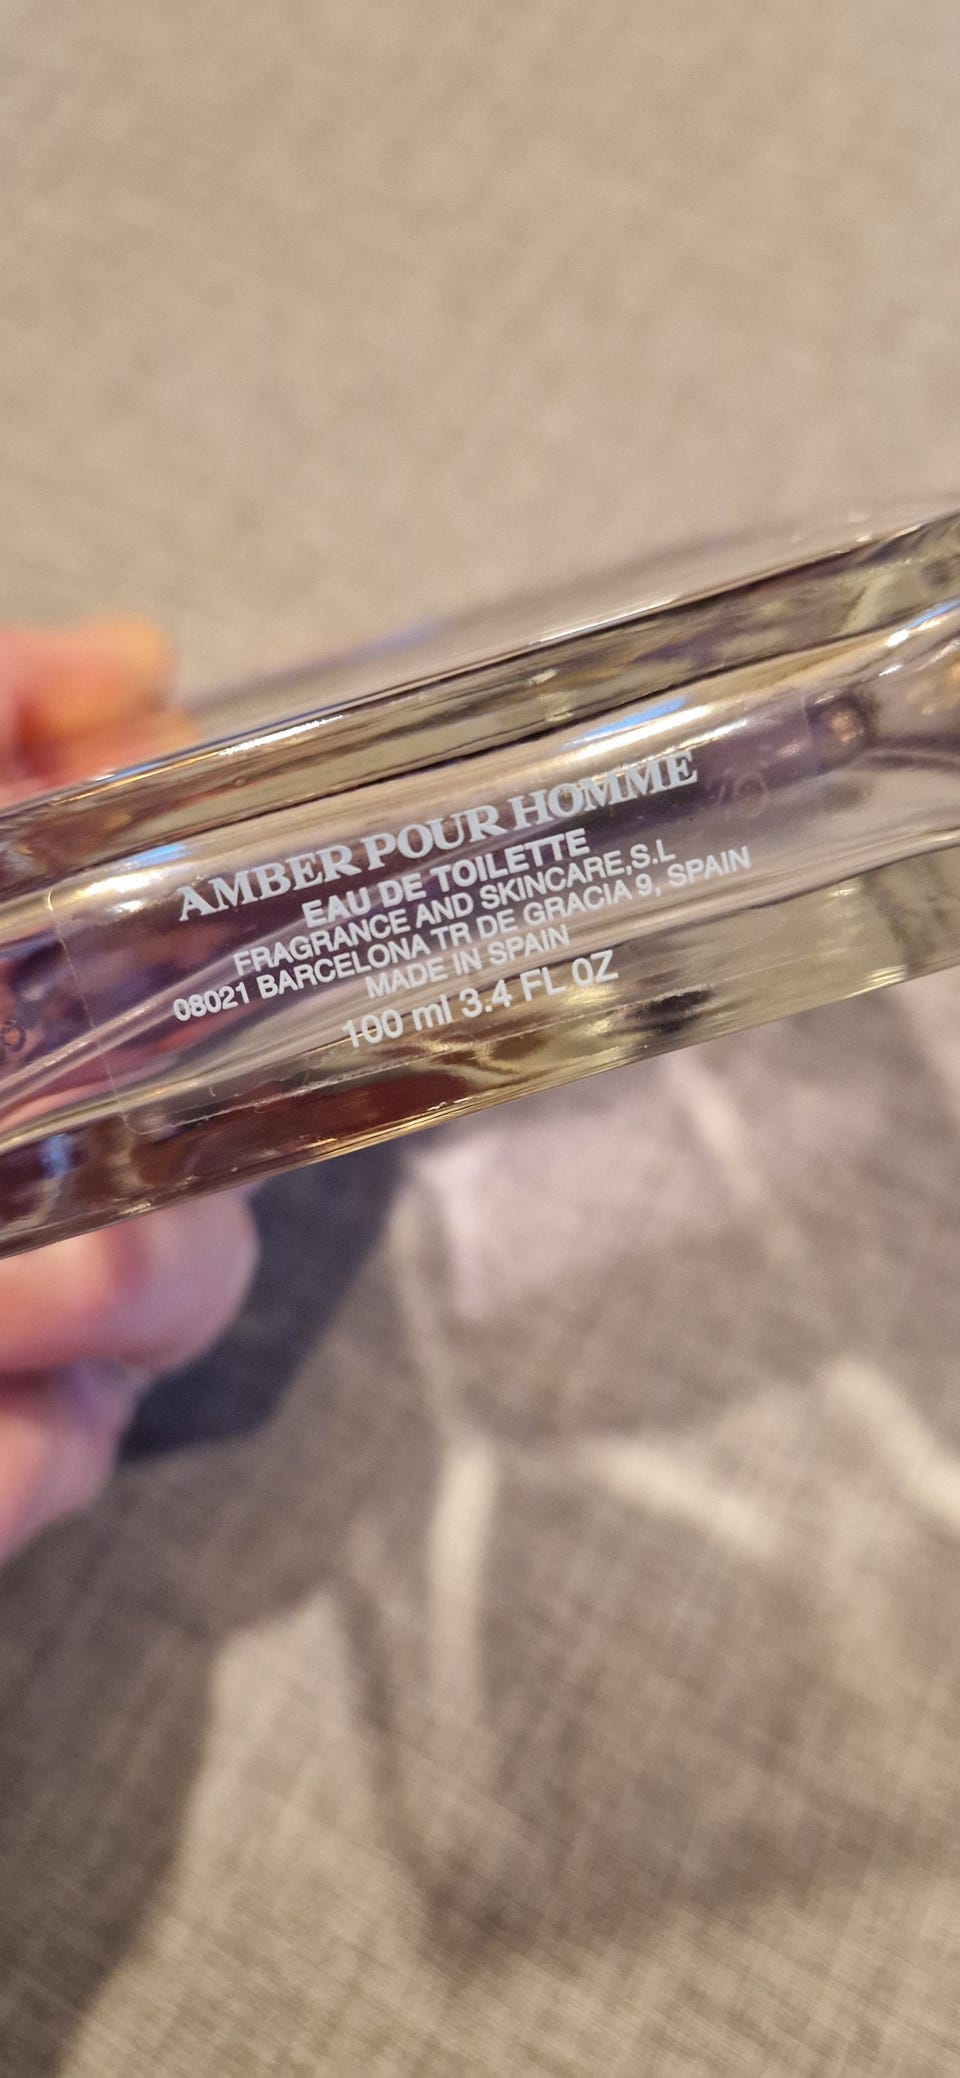 AMBER POUR HOMME
EAU DE TOILETTE
FRAGRANCE AND SKINCARE,S.L
08021 BARCELONA TR DE GRACIA 9, SPAIN
MADE IN SPAIN
100 ml 3.4 FL OZ